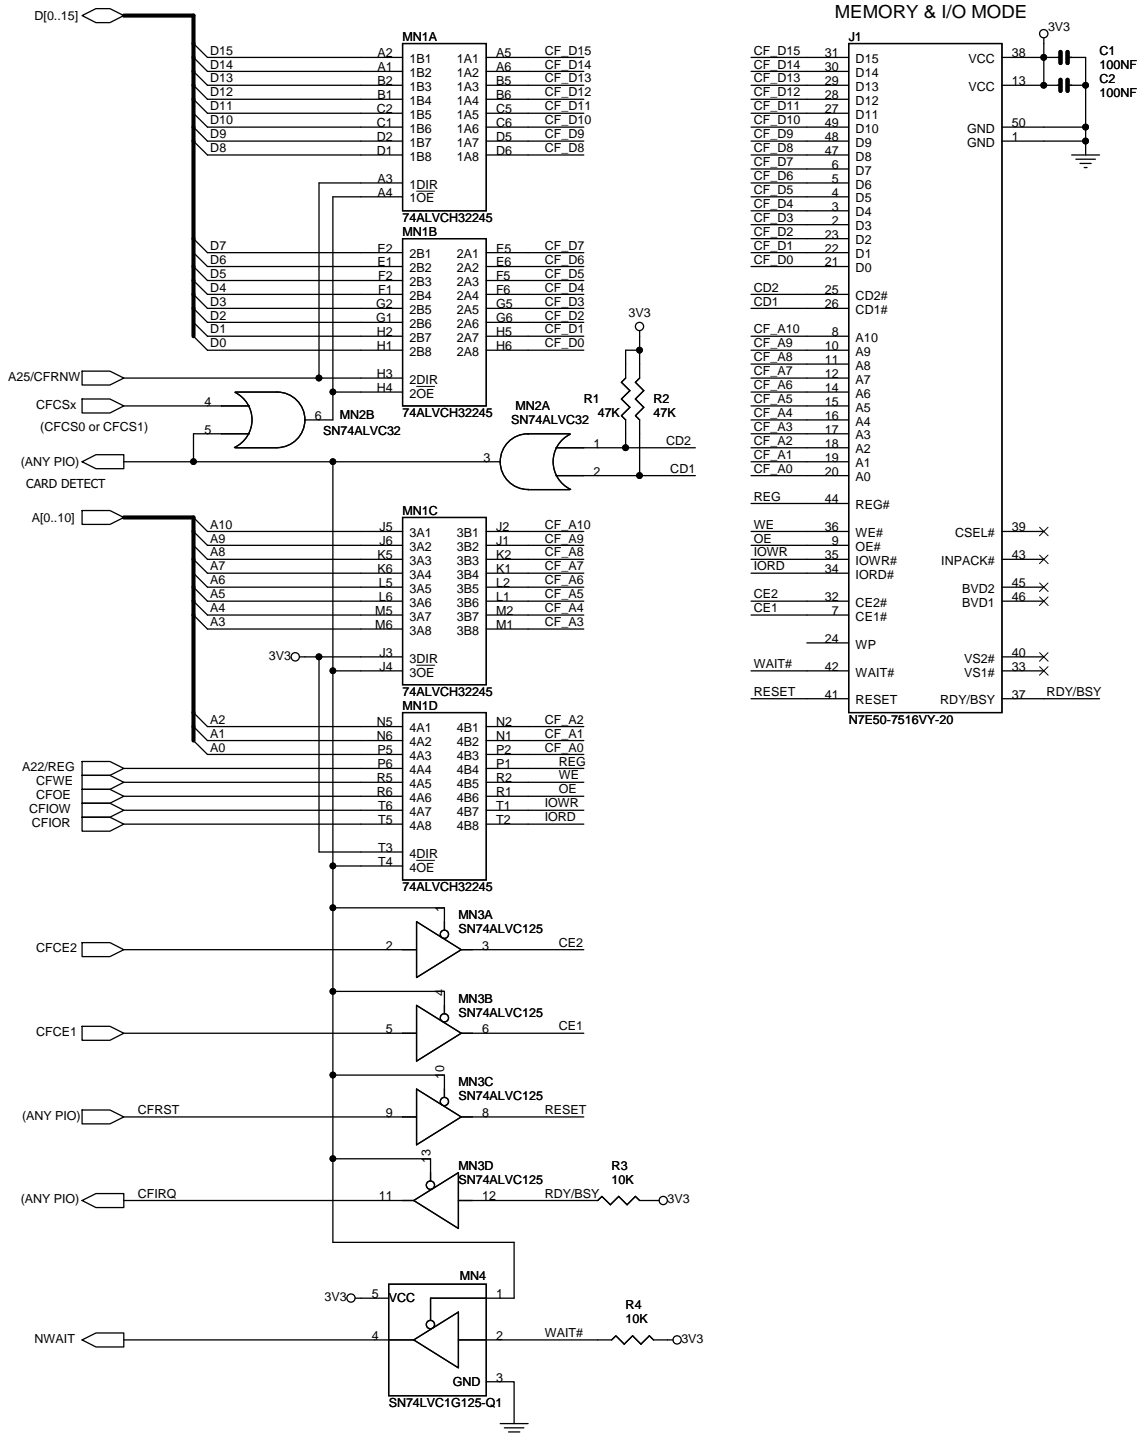 MEMORY & I/O MODE
D[0..15]
MN1A
D15 A2 1B1 1A1 A5 CF_D15
D14 A1 1B2 1A2 A6 CF_D14
D13 B2 1B3 1A3 B5 CF_D13
D12 B1 1B4 1A4 B6 CF_D12
D11 C2 1B5 1A5 C5 CF_D11
D10 C1 1B6 1A6 C6 CF_D10
D9 D2 1B7 1A7 D5 CF_D9
D8 D1 1B8 1A8 D6 CF_D8
A3 1DIR
A4 1OE
74ALVCH32245
MN1B
D7 E2 2B1 2A1 E5 CF_D7
D6 E1 2B2 2A2 E6 CF_D6
D5 F2 2B3 2A3 F5 CF_D5
D4 F1 2B4 2A4 F6 CF_D4
D3 G2 2B5 2A5 G5 CF_D3
D2 G1 2B6 2A6 G6 CF_D2
D1 H2 2B7 2A7 H5 CF_D1
D0 H1 2B8 2A8 H6 CF_D0
A25/CFRNW H3 2DIR
H4 2OE
74ALVCH32245
CFCSx 4
(CFCS0 or CFCS1)
5
6 MN2B
SN74ALVC32
3V3
R1
47K
R2
47K
MN2A
SN74ALVC32
1 CD2
2 CD1
3
(ANY PIO)
CARD DETECT
A[0..10]
MN1C
A10 J5 3A1 3B1 J2 CF_A10
A9 J6 3A2 3B2 J1 CF_A9
A8 K5 3A3 3B3 K2 CF_A8
A7 K6 3A4 3B4 K1 CF_A7
A6 L5 3A5 3B5 L2 CF_A6
A5 L6 3A6 3B6 L1 CF_A5
A4 M5 3A7 3B7 M2 CF_A4
A3 M6 3A8 3B8 M1 CF_A3
3V3 J3 3DIR
J4 3OE
74ALVCH32245
MN1D
A2 N5 4A1 4B1 N2 CF_A2
A1 N6 4A2 4B2 N1 CF_A1
A0 P5 4A3 4B3 P2 CF_A0
A22/REG P6 4A4 4B4 P1 REG
CFWE R5 4A5 4B5 R2 WE
CFOE R6 4A6 4B6 R1 OE
CFIOW T6 4A7 4B7 T1 IOWR
CFIOR T5 4A8 4B8 T2 IORD
T3 4DIR
T4 4OE
74ALVCH32245
1 MN3A
SN74ALVC125
CFCE2 2 3 CE2
4 MN3B
SN74ALVC125
CFCE1 5 6 CE1
10 MN3C
SN74ALVC125
(ANY PIO) CFRST 9 8 RESET
13 MN3D
SN74ALVC125
R3
10K
(ANY PIO) CFIRQ 11 12 RDY/BSY 3V3
MN4
3V3 5 VCC 1
R4
10K
NWAIT 4 2 WAIT# 3V3
GND 3
SN74LVC1G125-Q1
J1
3V3
CF_D15 31 D15 VCC 38
C1
100NF
CF_D14 30 D14
CF_D13 29 D13 VCC 13
C2
100NF
CF_D12 28 D12
CF_D11 27 D11
CF_D10 49 D10 GND 50
CF_D9 48 D9 GND 1
CF_D8 47 D8
CF_D7 6 D7
CF_D6 5 D6
CF_D5 4 D5
CF_D4 3 D4
CF_D3 2 D3
CF_D2 23 D2
CF_D1 22 D1
CF_D0 21 D0
CD2 25 CD2#
CD1 26 CD1#
CF_A10 8 A10
CF_A9 10 A9
CF_A8 11 A8
CF_A7 12 A7
CF_A6 14 A6
CF_A5 15 A5
CF_A4 16 A4
CF_A3 17 A3
CF_A2 18 A2
CF_A1 19 A1
CF_A0 20 A0
REG 44 REG#
WE 36 WE# CSEL# 39
OE 9 OE#
IOWR 35 IOWR# INPACK# 43
IORD 34 IORD#
BVD2 45
CE2 32 CE2# BVD1 46
CE1 7 CE1#
24 WP
VS2# 40
WAIT# 42 WAIT# VS1# 33
RESET 41 RESET RDY/BSY 37 RDY/BSY
N7E50-7516VY-20